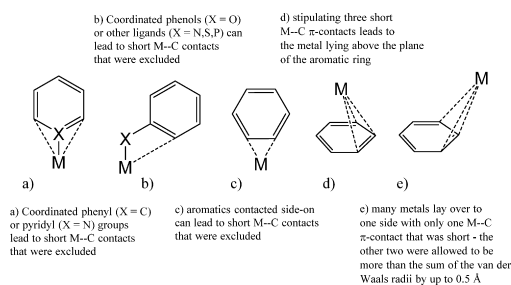 b) Coordinated phenols (X = O)
or other ligands (X = N,S,P) can
lead to short M--C contacts
that were excluded
d) stipulating three short
M--C π-contacts leads to
the metal lying above the plane
of the aromatic ring
X
M
a)
X
M
b)
M
c)
M
d)
M
e)
a) Coordinated phenyl (X = C)
or pyridyl (X = N) groups
lead to short M--C contacts
that were excluded
c) aromatics contacted side-on
can lead to short M--C contacts
that were excluded
e) many metals lay over to
one side with only one M--C
π-contact that was short - the
other two were allowed to be
more than the sum of the van der
Waals radii by up to 0.5 Å